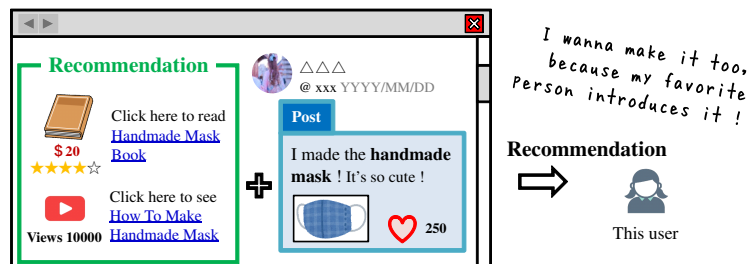 Recommendation
Click here to read
Handmade Mask
Book
$20
Click here to see
How To Make
Handmade Mask
Views 10000
△△△
@ xxx YYYY/MM/DD
Post
I made the handmade
mask ! It's so cute !
250
I wanna make it too,
because my favorite
Person introduces it !
Recommendation
This user